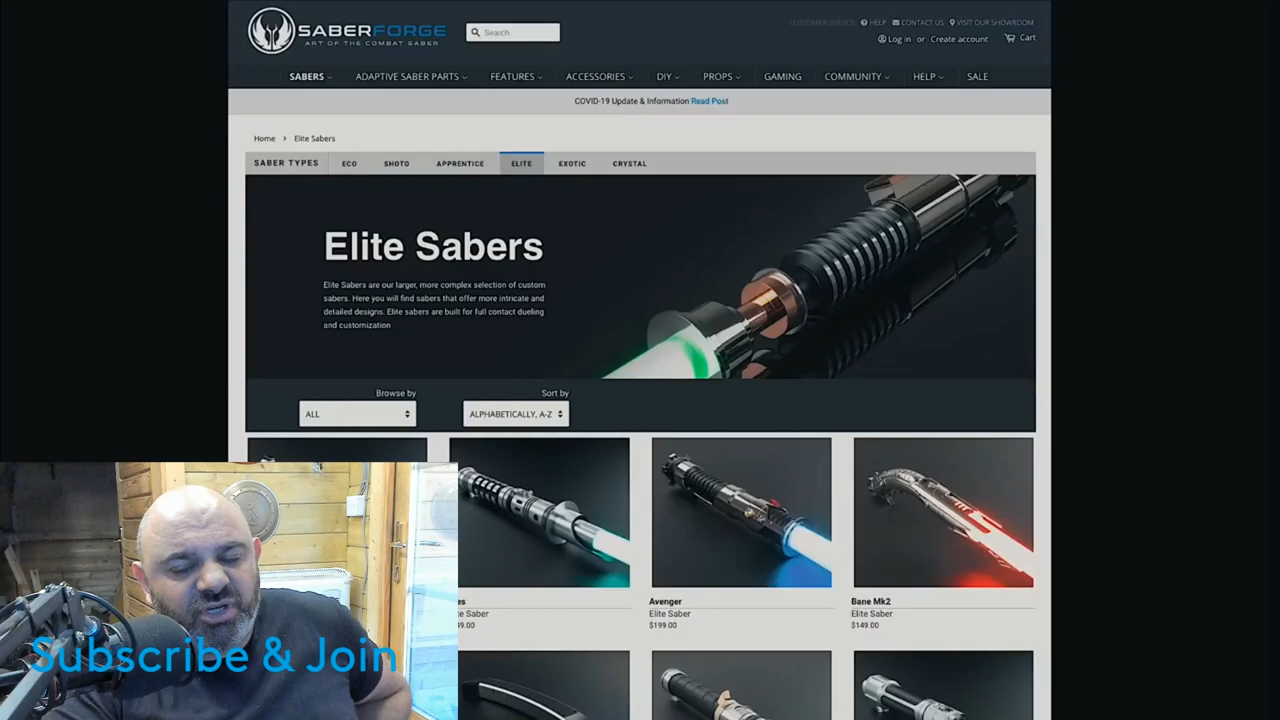 SABERFORGE
ART OF THE COMBAT SABER
Search
CUSTOMER SERVICE HELP CONTACT US VISIT OUR SHOWROOM
Log in or Create account Cart
SABERS ADAPTIVE SABER PARTS FEATURES ACCESSORIES DIY PROPS GAMING COMMUNITY HELP SALE
COVID-19 Update & Information Read Post
Home > Elite Sabers
SABER TYPES ECO SHOTO APPRENTICE ELITE EXOTIC CRYSTAL
Elite Sabers
Elite Sabers are our larger, more complex selection of custom
sabers. Here you will find sabers that offer more intricate and
detailed designs. Elite sabers are built for full contact dueling
and customization
Browse by Sort by
ALL ALPHABETICALLY, A-Z
Avenger
Elite Saber
$199.00
Bane Mk2
Elite Saber
$149.00
Saber
Subscribe & Join